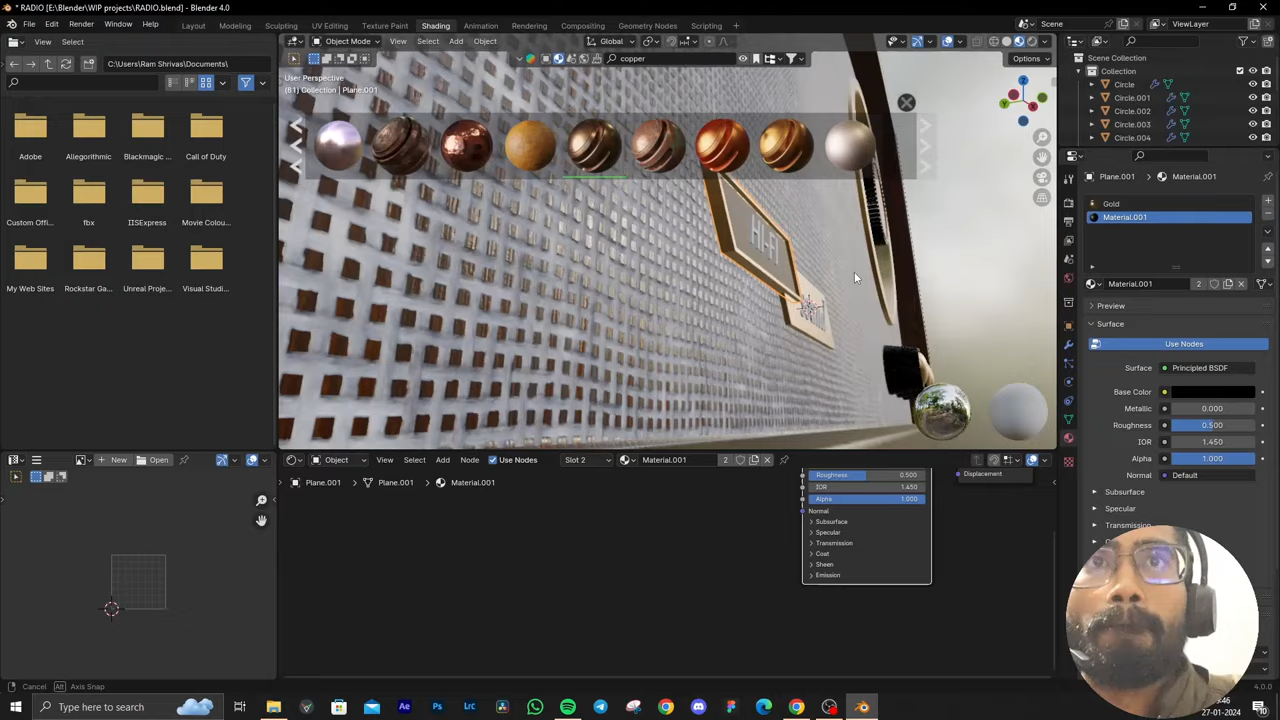 * RADIO [E:\Blender\WIP projects\RADIO.blend] - Blender 4.0
File Edit Render Window Help
Layout Modeling Sculpting UV Editing Texture Paint Shading Animation Rendering Compositing Geometry Nodes Scripting
Scene ViewLayer
View Select
Object Mode View Select Add Object Global
C:\Users\Ram Shrivas\Documents\
copper
Options
User Perspective
(81) Collection | Plane.001
Adobe Allegorithmic Blackmagic ... Call of Duty
Custom Offi... fbx IISExpress Movie Colou...
My Web Sites Rockstar Ga... Unreal Proje... Visual Studi...
HI-FI
Scene Collection
Collection
Circle
Circle.001
Circle.002
Circle.003
Circle.004
Plane.001 Material.001
Gold
Material.001
Material.001 2
Preview
Surface
Use Nodes
Surface Principled BSDF
Base Color
Metallic 0.000
Roughness 0.500
IOR 1.450
Alpha 1.000
Normal Default
Subsurface
Specular
Transmission
New Open
Object View Select Add Node Use Nodes Slot 2 Material.001 2
Plane.001 Plane.001 Material.001
Roughness 0.500
IOR 1.450
Alpha 1.000
Normal
Subsurface
Specular
Transmission
Coat
Sheen
Emission
Displacement
Cancel Alt Axis Snap
4.0.0
Type here to search
27-01-2024